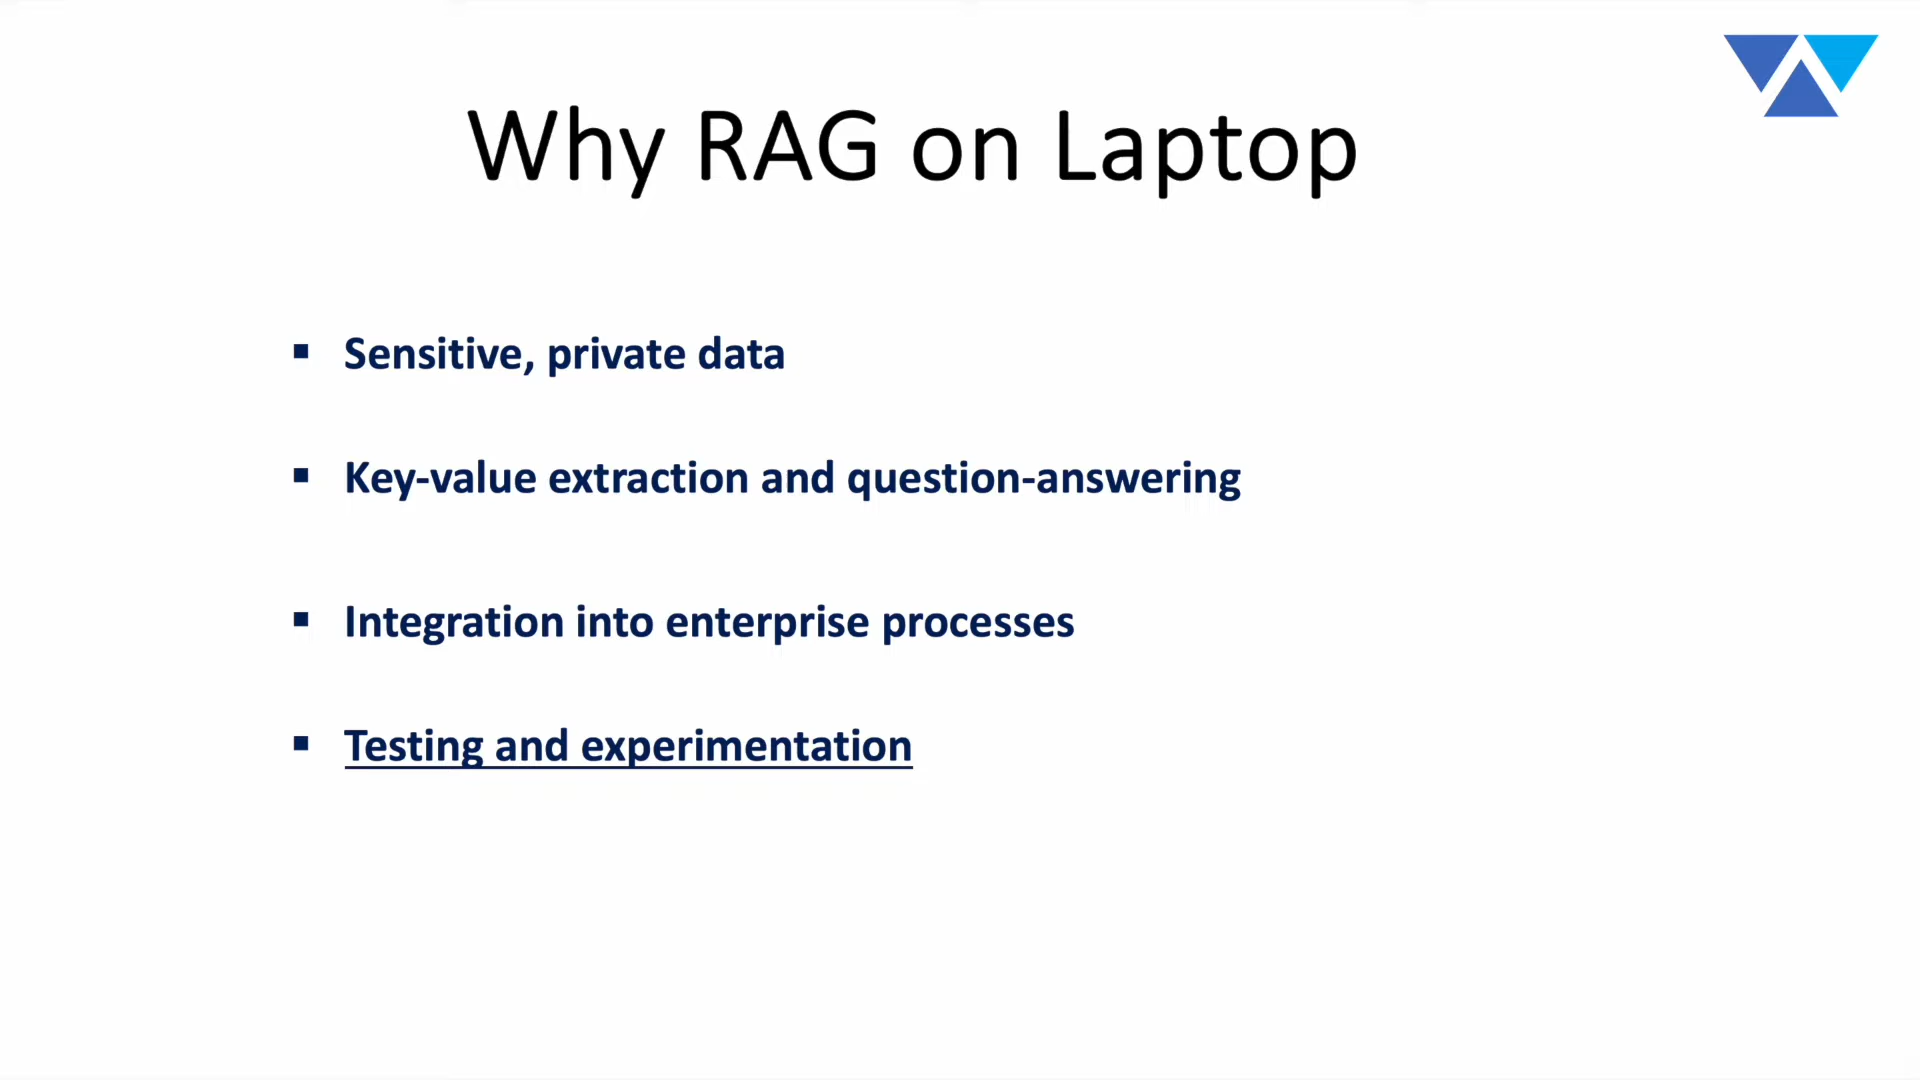 Why RAG on Laptop
▪ Sensitive, private data
▪ Key-value extraction and question-answering
▪ Integration into enterprise processes
▪ Testing and experimentation